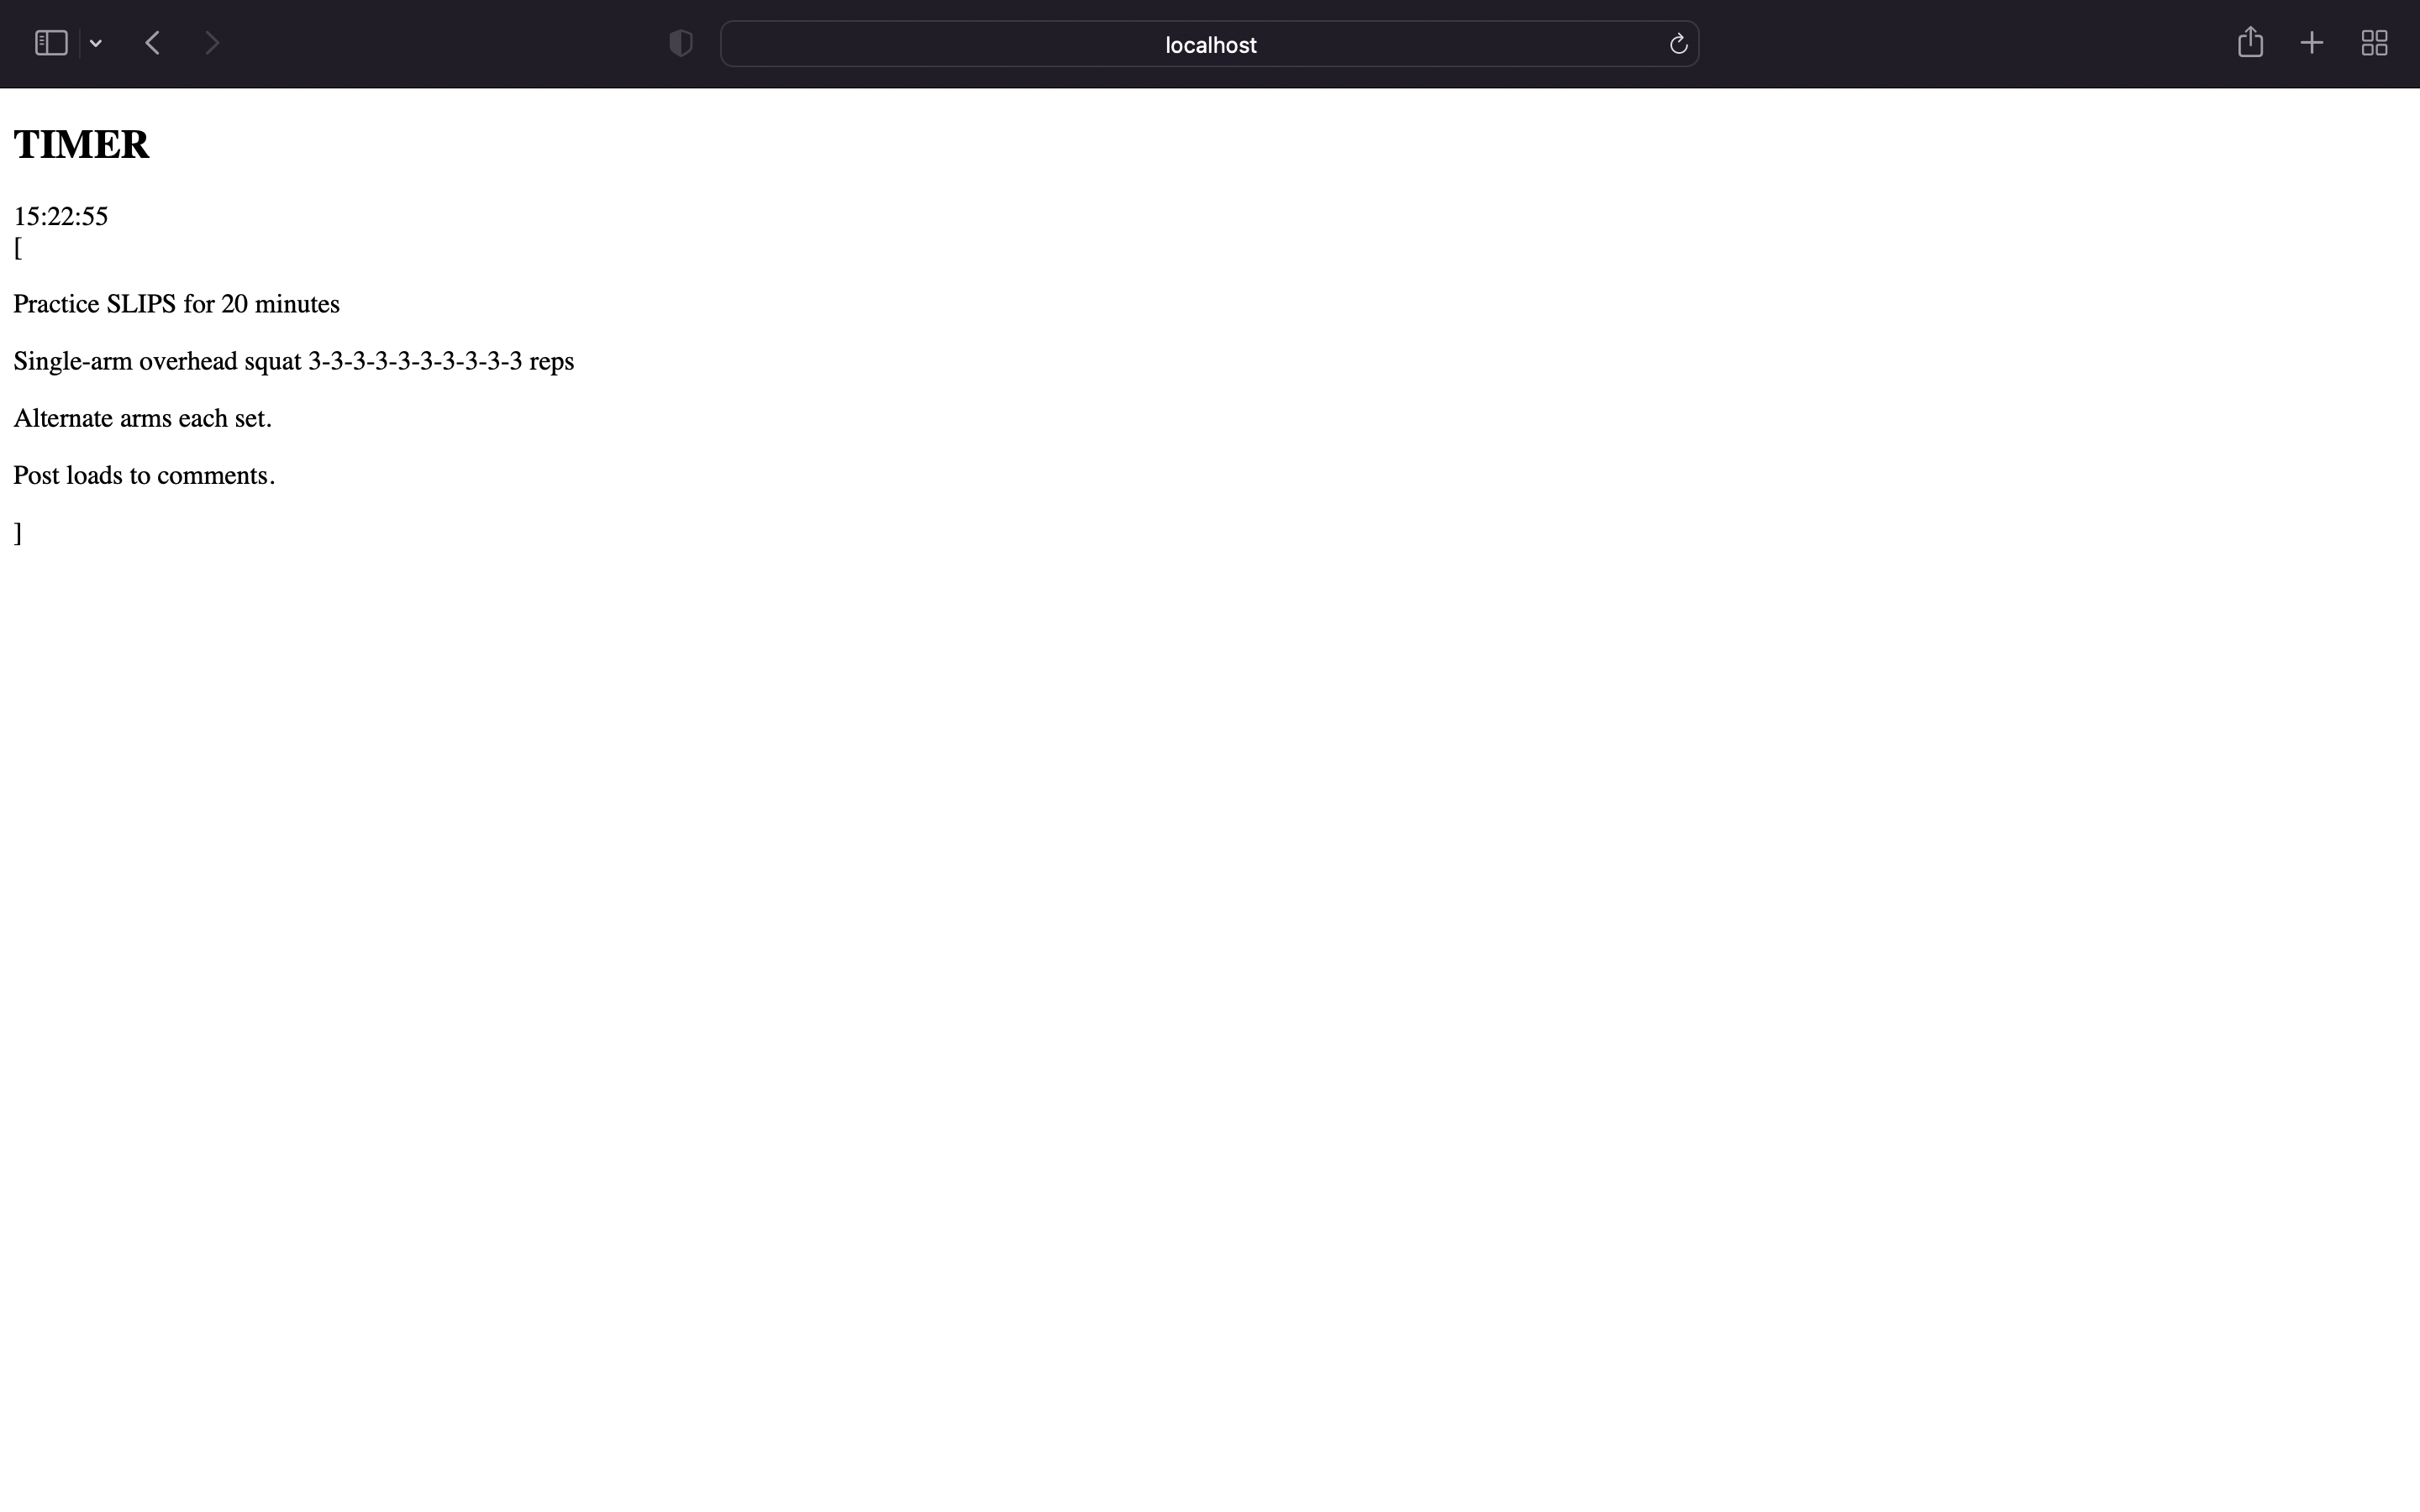 localhost
TIMER
15:22:55
[
Practice SLIPS for 20 minutes
Single-arm overhead squat 3-3-3-3-3-3-3-3-3-3 reps
Alternate arms each set.
Post loads to comments.
]